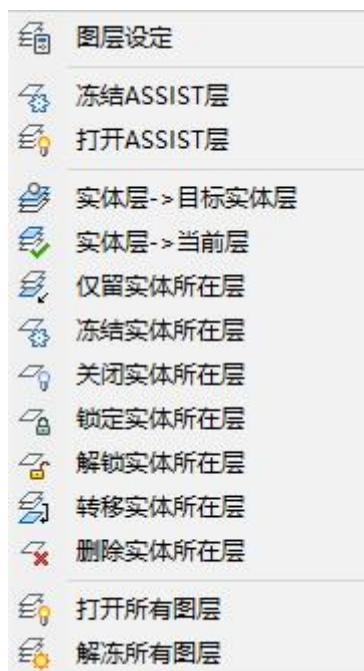 图层设定
冻结ASSIST层
打开ASSIST层
实体层->目标实体层
实体层->当前层
仅留实体所在层
冻结实体所在层
关闭实体所在层
锁定实体所在层
解锁实体所在层
转移实体所在层
删除实体所在层
打开所有图层
解冻所有图层